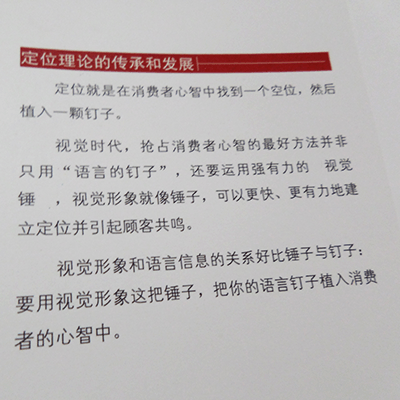 定位理论的传承和发展
定位就是在消费者心智中找到一个空位，然后
植入一颗钉子。
视觉时代，抢占消费者心智的最好方法并非
只用“语言的钉子”，还要运用强有力的 视觉
锤 ，视觉形象就像锤子，可以更快、更有力地建
立定位并引起顾客共鸣。
视觉形象和语言信息的关系好比锤子与钉子：
要用视觉形象这把锤子，把你的语言钉子植入消费
者的心智中。